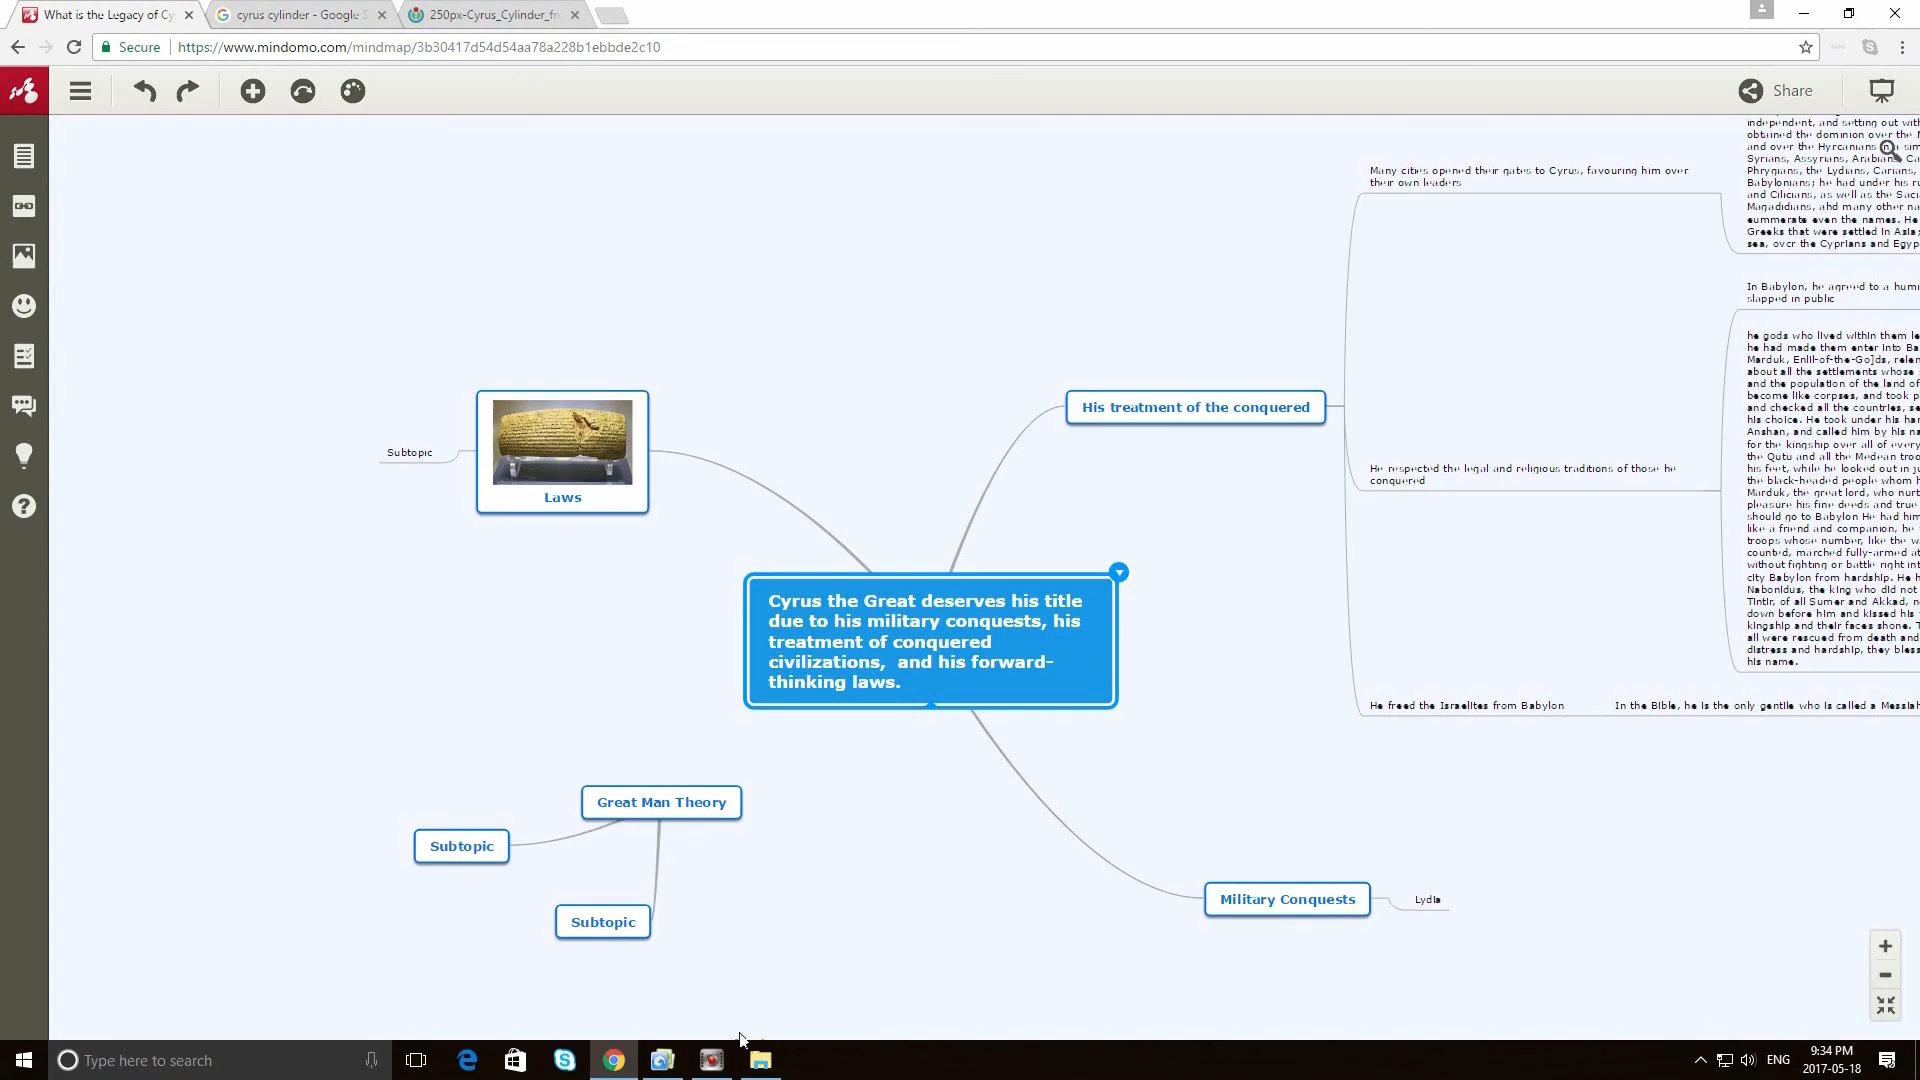 What is the Legacy of Cy
cyrus cylinder - Google S
250px-Cyrus_Cylinder_fr
Secure
https://www.mindomo.com/mindmap/3b30417d54d54aa78a228b1ebbde2c10
Share
independent, and setting out with
obtained the dominion over the M
and over the Hyrcanians in a sim
Syrians, Assyrians, Arabians, Ca
Phrygians, the Lydians, Carians,
Babylonians; he had under his ru
and Cilicians, as well as the Saci
Magadidians, and many other na
eummerate even the names. He
Greeks that were settled in Asia;
sea, over the Cyprians and Egyp
Many cities opened their gates to Cyrus, favouring him over
their own leaders
In Babylon, he agreed to a humi
slapped in public
he gods who lived within them le
he had made them enter into Ba
Marduk, Enlil-of-the-Go]ds, relen
about all the settlements whose
and the population of the land of
become like corpses, and took p
and checked all the countries, se
his choice. He took under his han
Anshan, and called him by his na
for the kingship over all of every
the Qutu and all the Medean troo
his feet, while he looked out in ju
the black-headed people whom h
Marduk, the great lord, who nurt
pleasure his fine deeds and true
should go to Babylon He had him
like a friend and companion, he
troops whose number, like the wa
counted, marched fully-armed at
without fighting or battle right int
city Babylon from hardship. He h
Nabonidus, the king who did not
Tintir, of all Sumer and Akkad, n
down before him and kissed his
kingship and their faces shone. T
all were rescued from death and
distress and hardship, they bless
his name.
His treatment of the conquered
He respected the legal and religious traditions of those he
conquered
He freed the Israelites from Babylon
In the Bible, he is the only gentile who is called a Messiah
Subtopic
Laws
Cyrus the Great deserves his title
due to his military conquests, his
treatment of conquered
civilizations, and his forward-
thinking laws.
Great Man Theory
Subtopic
Subtopic
Military Conquests
Lydia
Type here to search
ENG
9:34 PM
2017-05-18